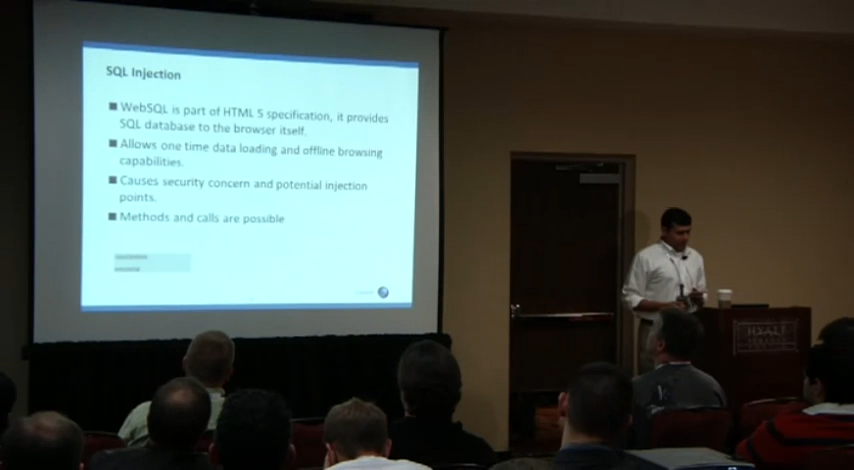 SQL Injection
WebSQL is part of HTML 5 specification, it provides
SQL database to the browser itself.
Allows one time data loading and offline browsing
capabilities.
Causes security concern and potential injection
points.
Methods and calls are possible
HYATT